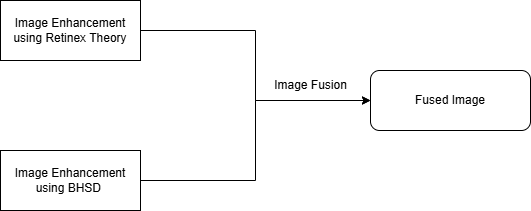 Image Enhancement
using Retinex Theory
Image Fusion
Fused Image
Image Enhancement
using BHSD